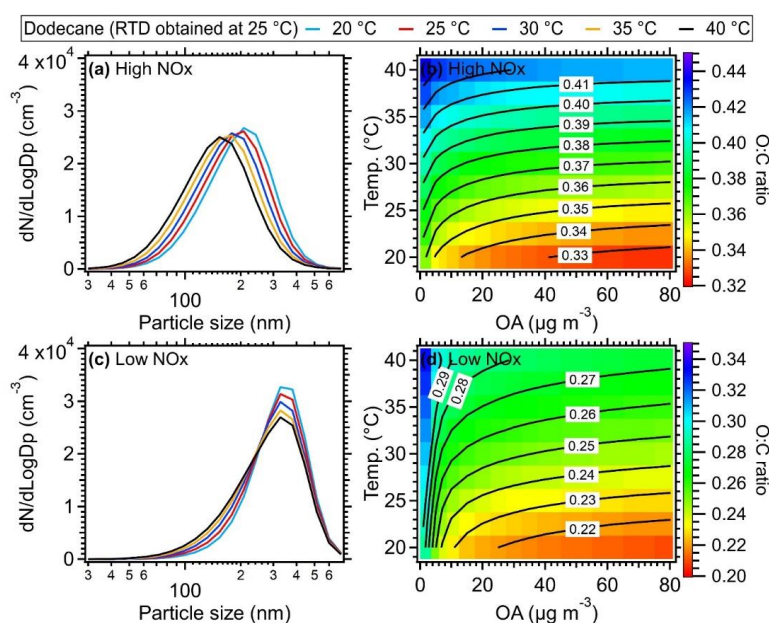 Dodecane (RTD obtained at 25 °C) 20 °C 25 °C 30 °C 35 °C 40 °C
(a) High NOx
dN/dLogDp (cm⁻³)
4 x 10⁴
3
2
1
0
3 4 5 6 100 2 3 4 5 6
Particle size (nm)
(b) High NOx
Temp. (°C)
40
35
30
25
20
0.41
0.40
0.39
0.38
0.37
0.36
0.35
0.34
0.33
0 20 40 60 80
OA (µg m⁻³)
0.44
0.42
0.40
0.38
0.36
0.34
0.32
O:C ratio
(c) Low NOx
dN/dLogDp (cm⁻³)
4 x 10⁴
3
2
1
0
3 4 5 6 100 2 3 4 5 6
Particle size (nm)
(d) Low NOx
Temp. (°C)
40
35
30
25
20
0.29
0.28
0.27
0.26
0.25
0.24
0.23
0.22
0 20 40 60 80
OA (µg m⁻³)
0.34
0.32
0.30
0.28
0.26
0.24
0.22
0.20
O:C ratio